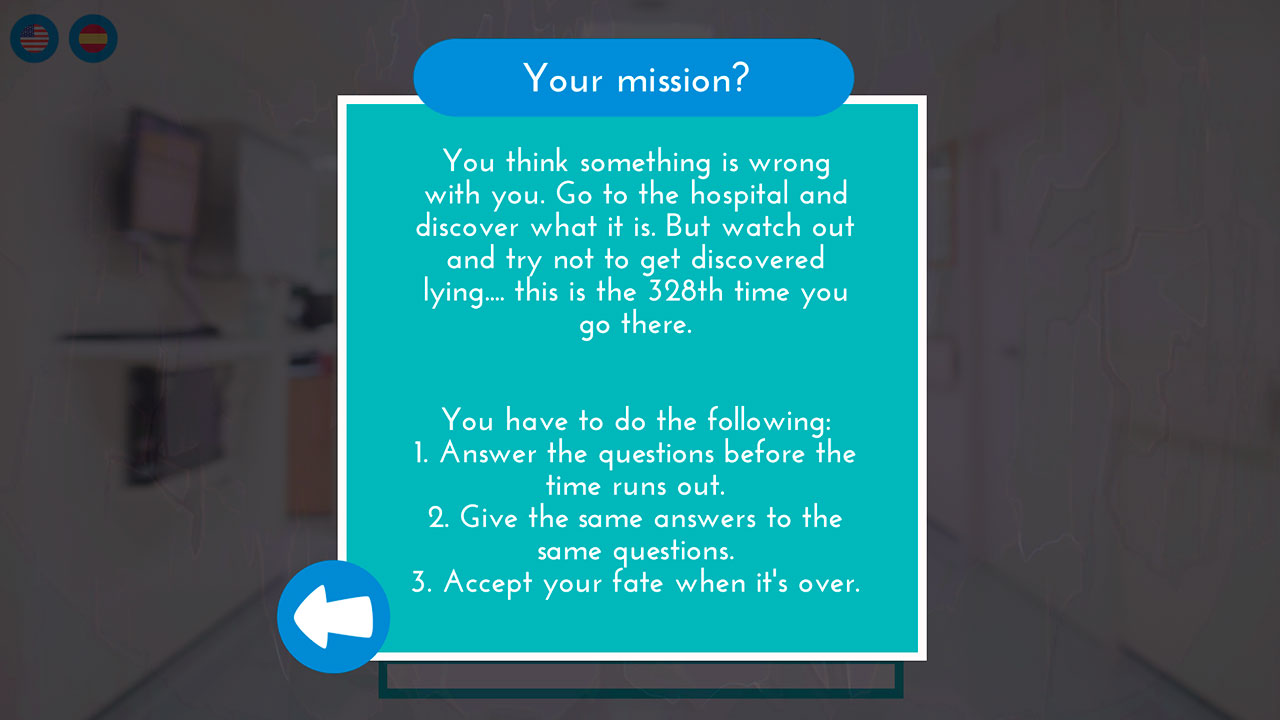 Your mission?
You think something is wrong
with you. Go to the hospital and
discover what it is. But watch out
and try not to get discovered
lying.... this is the 328th time you
go there.
You have to do the following:
1. Answer the questions before the
time runs out.
2. Give the same answers to the
same questions.
3. Accept your fate when it's over.